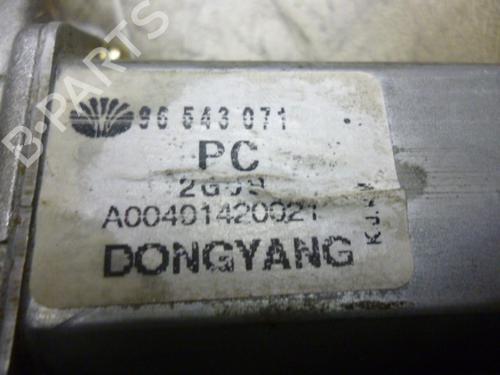 B-PARTS
96 543 071
PC
A00401420021
DONGYANG